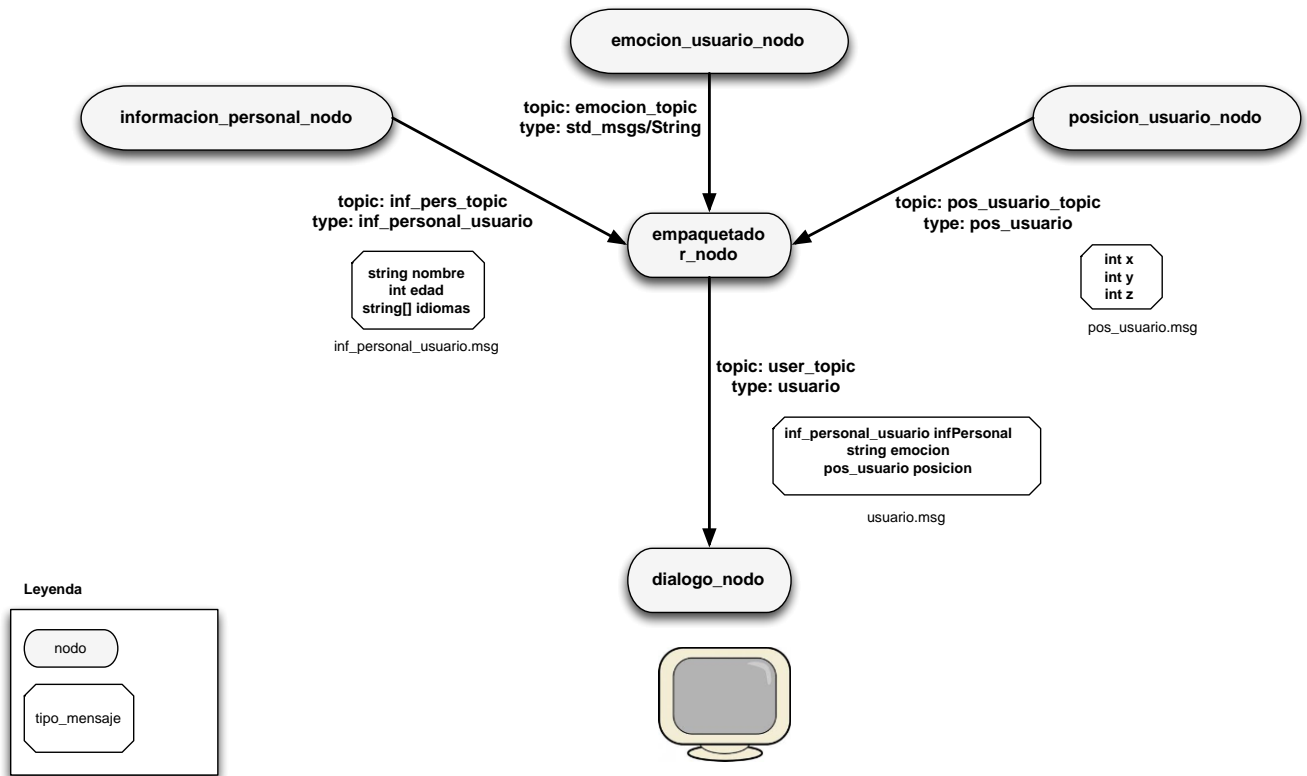 emocion_usuario_nodo
informacion_personal_nodo
topic: emocion_topic
type: std_msgs/String
posicion_usuario_nodo
topic: inf_pers_topic
type: inf_personal_usuario
string nombre
int edad
string[] idiomas
inf_personal_usuario.msg
empaquetado
r_nodo
topic: pos_usuario_topic
type: pos_usuario
int x
int y
int z
pos_usuario.msg
topic: user_topic
type: usuario
inf_personal_usuario infPersonal
string emocion
pos_usuario posicion
usuario.msg
dialogo_nodo
Leyenda
nodo
tipo_mensaje